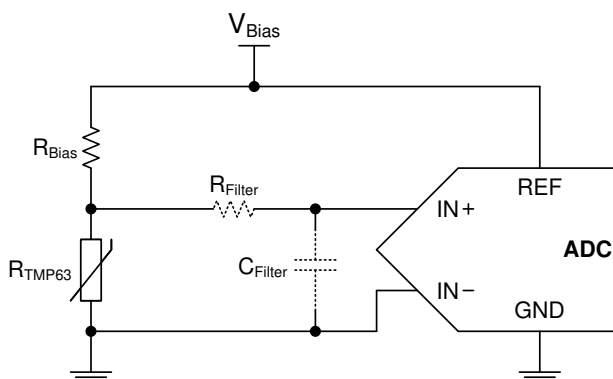 VBias
RBias
RFilter
REF
IN+
ADC
RTMP63
CFilter
IN−
GND